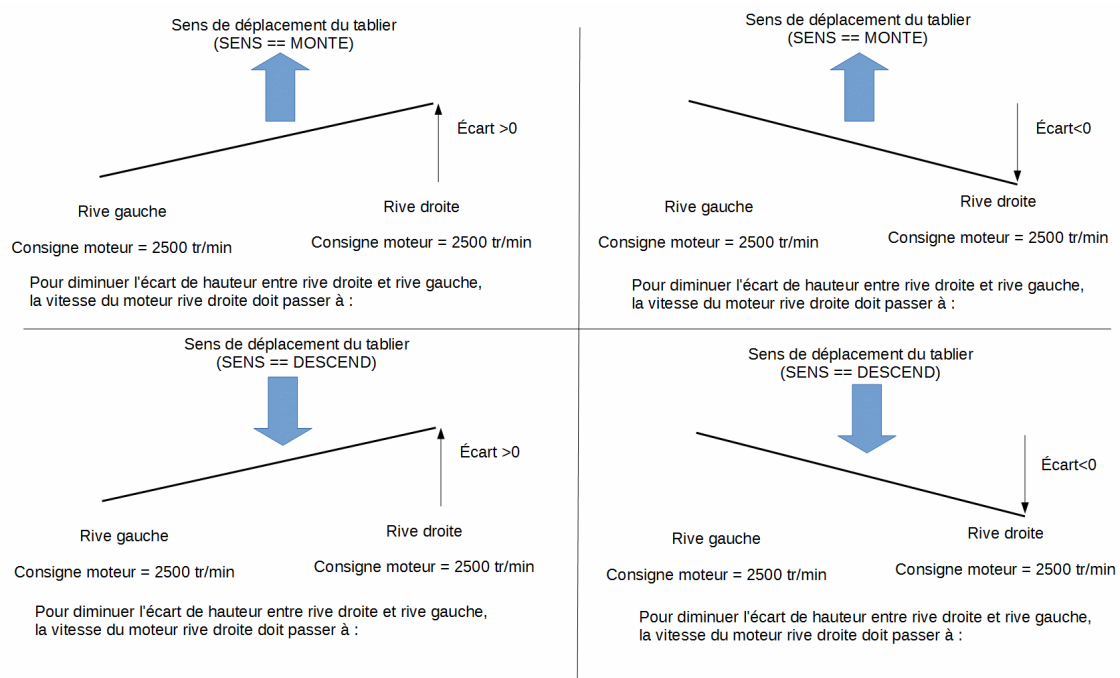 Sens de déplacement du tablier
(SENS == MONTE)
Écart >0
Rive gauche
Rive droite
Consigne moteur = 2500 tr/min
Consigne moteur = 2500 tr/min
Pour diminuer l'écart de hauteur entre rive droite et rive gauche,
la vitesse du moteur rive droite doit passer à :
Sens de déplacement du tablier
(SENS == MONTE)
Écart<0
Rive gauche
Rive droite
Consigne moteur = 2500 tr/min
Consigne moteur = 2500 tr/min
Pour diminuer l'écart de hauteur entre rive droite et rive gauche,
la vitesse du moteur rive droite doit passer à :
Sens de déplacement du tablier
(SENS == DESCEND)
Écart >0
Rive gauche
Rive droite
Consigne moteur = 2500 tr/min
Consigne moteur = 2500 tr/min
Pour diminuer l'écart de hauteur entre rive droite et rive gauche,
la vitesse du moteur rive droite doit passer à :
Sens de déplacement du tablier
(SENS == DESCEND)
Écart<0
Rive gauche
Rive droite
Consigne moteur = 2500 tr/min
Consigne moteur = 2500 tr/min
Pour diminuer l'écart de hauteur entre rive droite et rive gauche,
la vitesse du moteur rive droite doit passer à :